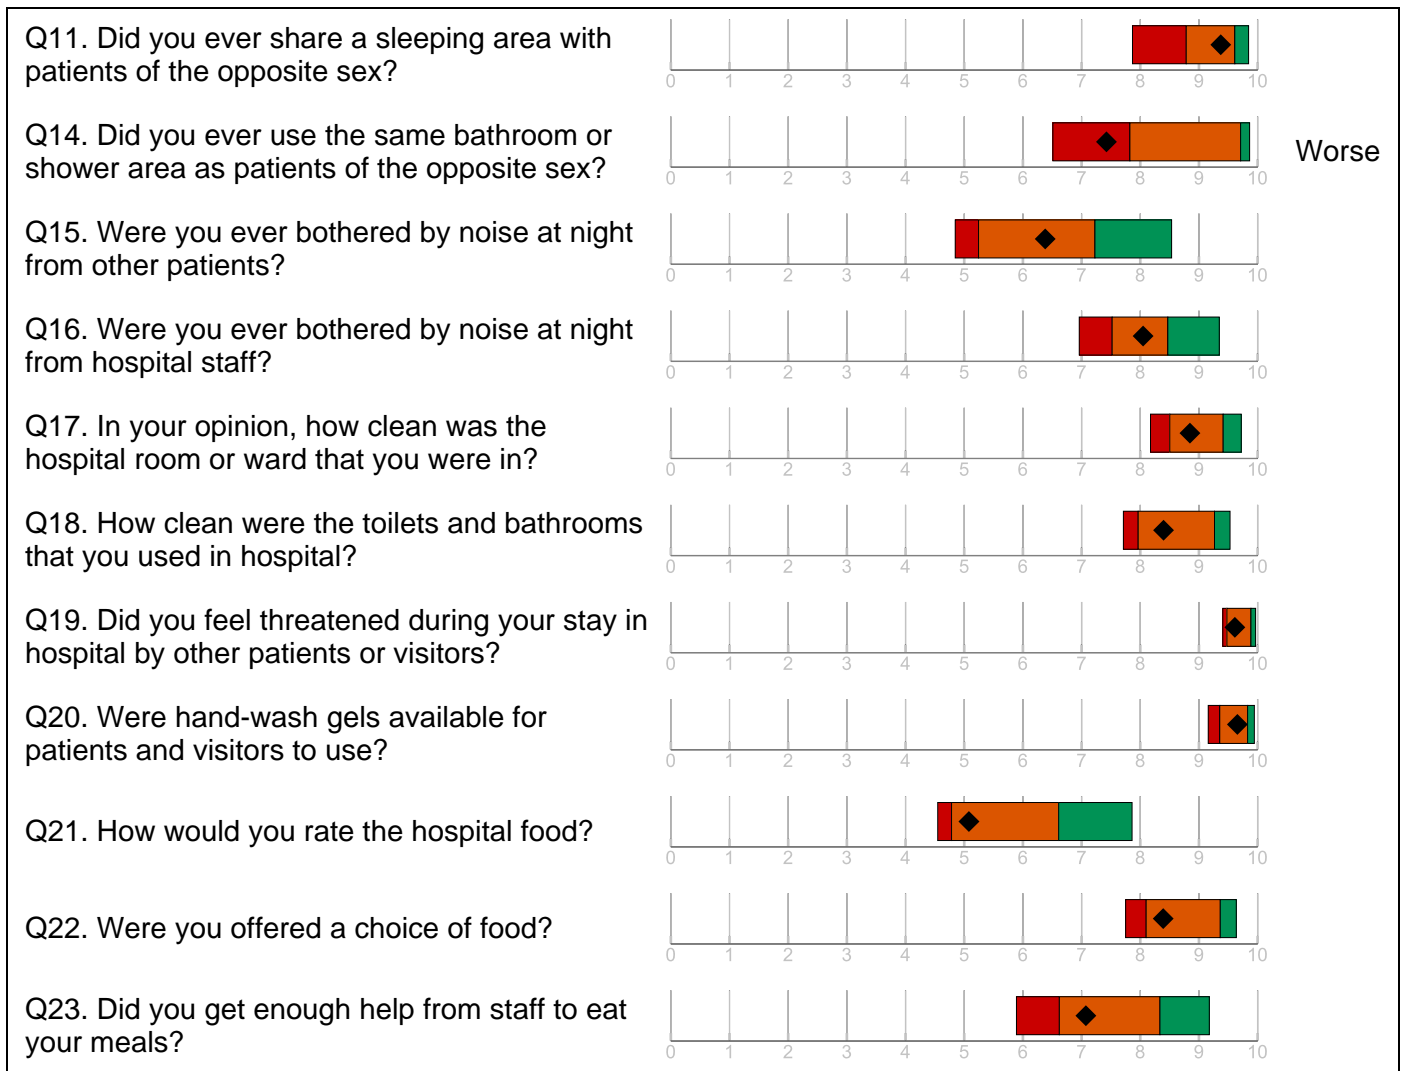 Q11. Did you ever share a sleeping area with
patients of the opposite sex?
0 1 2 3 4 5 6 7 8 9 10
Q14. Did you ever use the same bathroom or
shower area as patients of the opposite sex?
Worse
0 1 2 3 4 5 6 7 8 9 10
Q15. Were you ever bothered by noise at night
from other patients?
0 1 2 3 4 5 6 7 8 9 10
Q16. Were you ever bothered by noise at night
from hospital staff?
0 1 2 3 4 5 6 7 8 9 10
Q17. In your opinion, how clean was the
hospital room or ward that you were in?
0 1 2 3 4 5 6 7 8 9 10
Q18. How clean were the toilets and bathrooms
that you used in hospital?
0 1 2 3 4 5 6 7 8 9 10
Q19. Did you feel threatened during your stay in
hospital by other patients or visitors?
0 1 2 3 4 5 6 7 8 9 10
Q20. Were hand-wash gels available for
patients and visitors to use?
0 1 2 3 4 5 6 7 8 9 10
Q21. How would you rate the hospital food?
0 1 2 3 4 5 6 7 8 9 10
Q22. Were you offered a choice of food?
0 1 2 3 4 5 6 7 8 9 10
Q23. Did you get enough help from staff to eat
your meals?
0 1 2 3 4 5 6 7 8 9 10